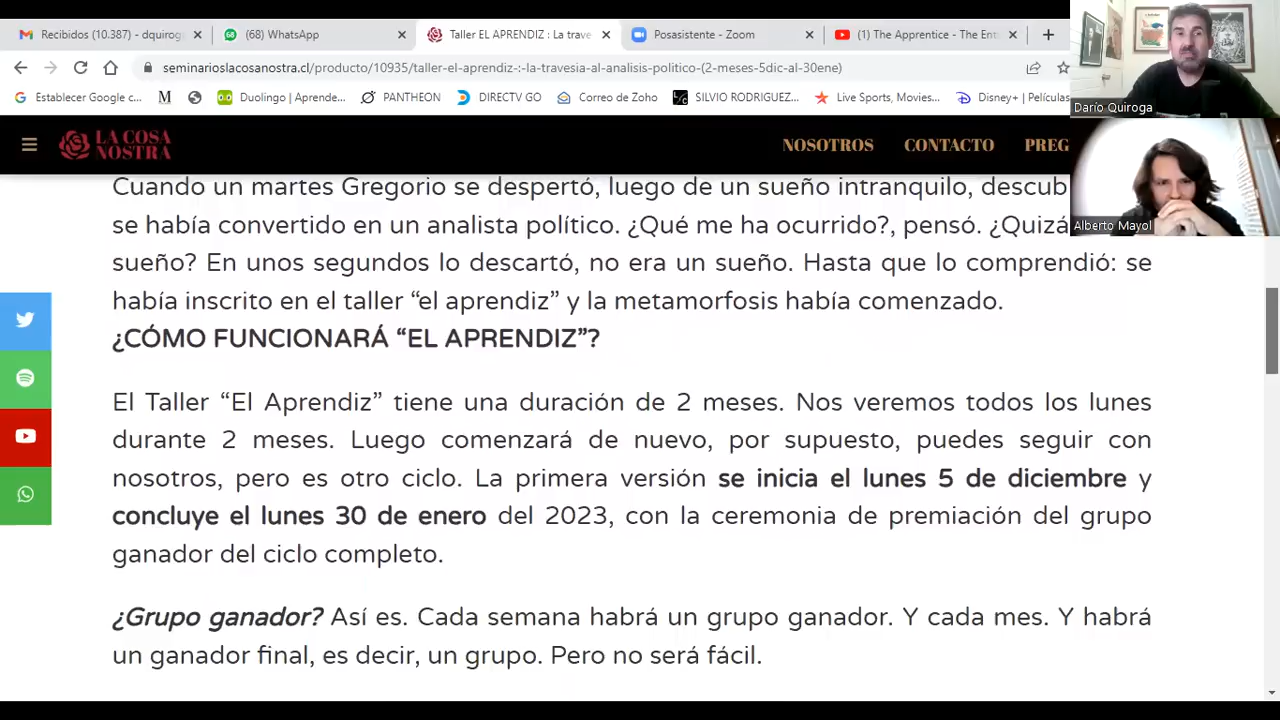 Recibidos (10.387) - dquirog
(68) WhatsApp
Taller EL APRENDIZ : La trave
Posasistente - Zoom
(1) The Apprentice - The Ent
seminarioslacosanostra.cl/producto/10935/taller-el-aprendiz-:-la-travesia-al-analisis-politico-(2-meses-5dic-al-30ene)
Establecer Google c...
M
Duolingo | Aprende...
PANTHEON
DIRECTV GO
Correo de Zoho
L/C
SILVIO RODRIGUEZ...
Live Sports, Movies...
Disney+ | Películas
Darío Quiroga
Alberto Mayol
LA COSA
NOSTRA
NOSOTROS
CONTACTO
PREG
Cuando un martes Gregorio se despertó, luego de un sueño intranquilo, descub
se había convertido en un analista político. ¿Qué me ha ocurrido?, pensó. ¿Quizá
sueño? En unos segundos lo descartó, no era un sueño. Hasta que lo comprendió: se
había inscrito en el taller “el aprendiz” y la metamorfosis había comenzado.
¿CÓMO FUNCIONARÁ “EL APRENDIZ”?
El Taller “El Aprendiz” tiene una duración de 2 meses. Nos veremos todos los lunes
durante 2 meses. Luego comenzará de nuevo, por supuesto, puedes seguir con
nosotros, pero es otro ciclo. La primera versión se inicia el lunes 5 de diciembre y
concluye el lunes 30 de enero del 2023, con la ceremonia de premiación del grupo
ganador del ciclo completo.
¿Grupo ganador? Así es. Cada semana habrá un grupo ganador. Y cada mes. Y habrá
un ganador final, es decir, un grupo. Pero no será fácil.